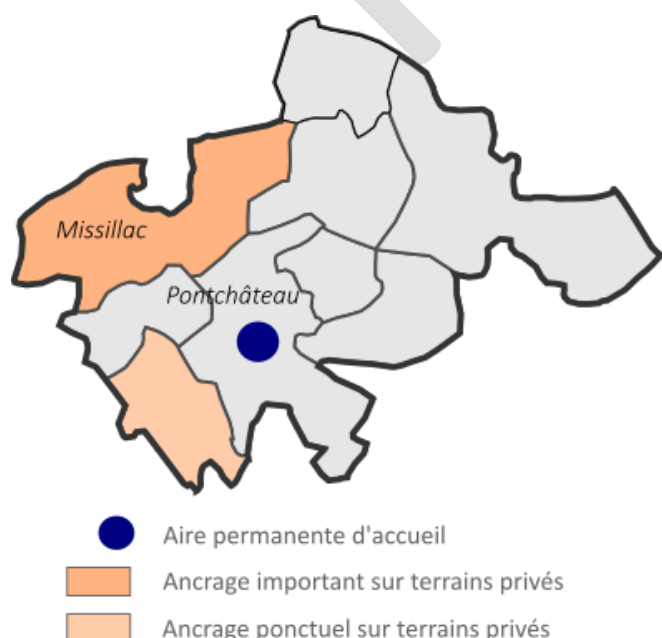 Missillac
Pontchâteau
Aire permanente d'accueil
Ancrage important sur terrains privés
Ancrage ponctuel sur terrains privés